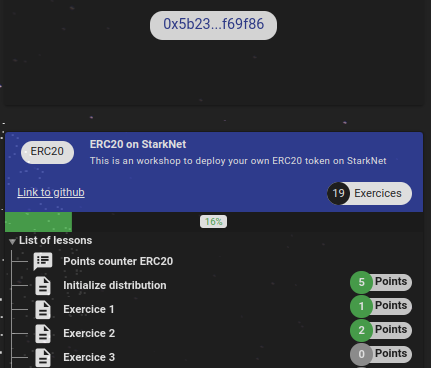 0x5b23...f69f86
ERC20
ERC20 on StarkNet
This is an workshop to deploy your own ERC20 token on StarkNet
Link to github
19 Exercices
16%
List of lessons
Points counter ERC20
Initialize distribution
5 Points
Exercice 1
1 Points
Exercice 2
2 Points
Exercice 3
0 Points